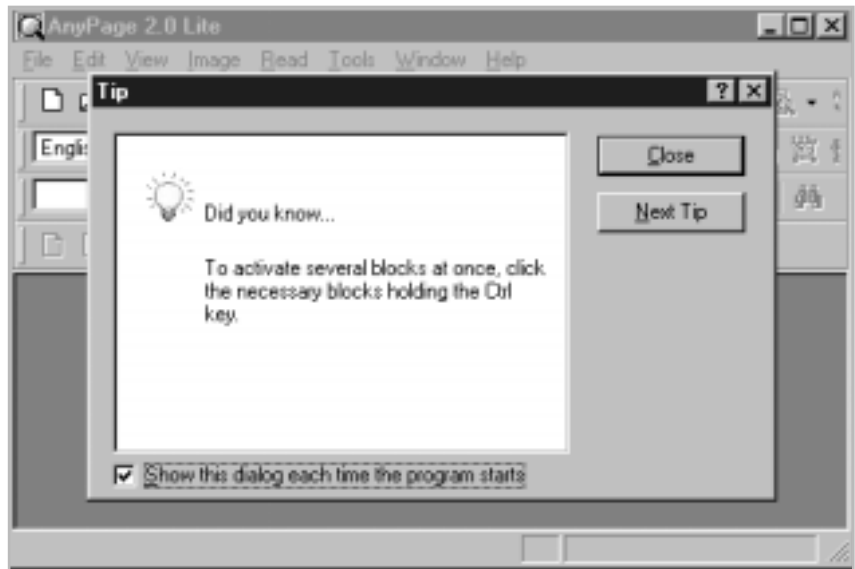 AnyPage 2.0 Lite
File Edit View Image Read Tools Window Help
Tip
Did you know...
To activate several blocks at once, click
the necessary blocks holding the Ctrl
key.
Close
Next Tip
Show this dialog each time the program starts